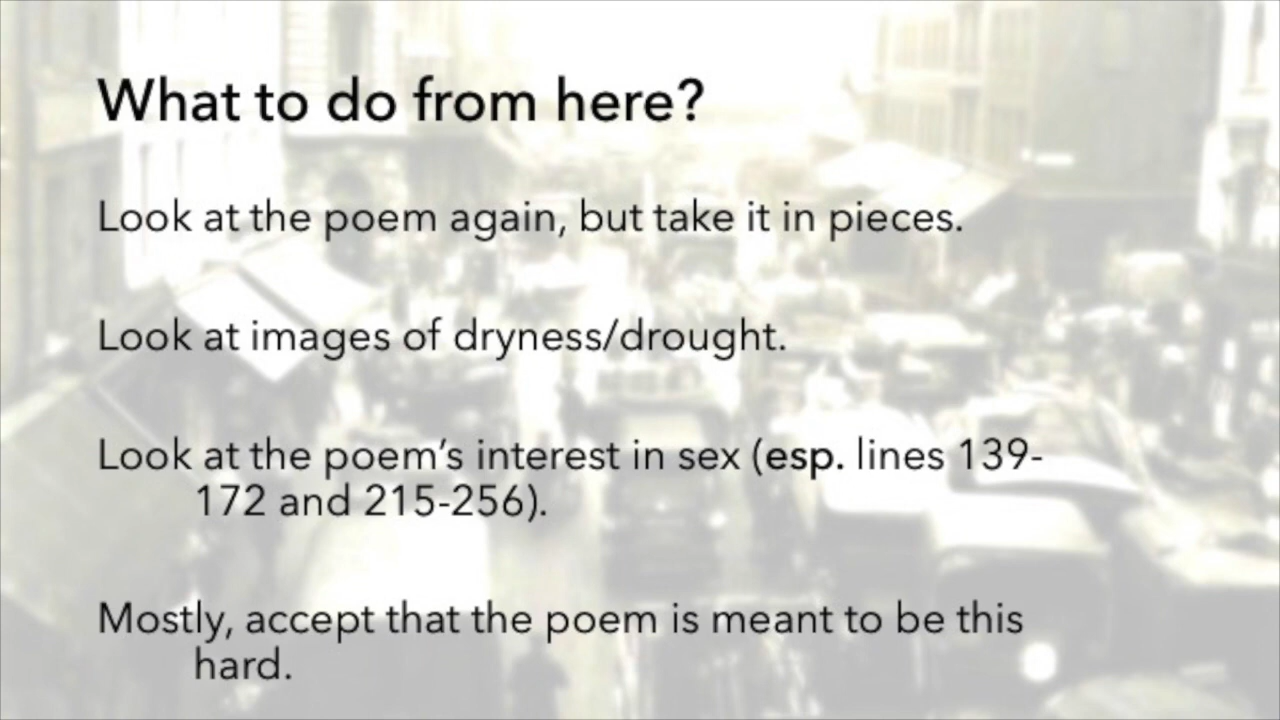 What to do from here?
Look at the poem again, but take it in pieces.
Look at images of dryness/drought.
Look at the poem’s interest in sex (esp. lines 139-
172 and 215-256).
Mostly, accept that the poem is meant to be this
hard.